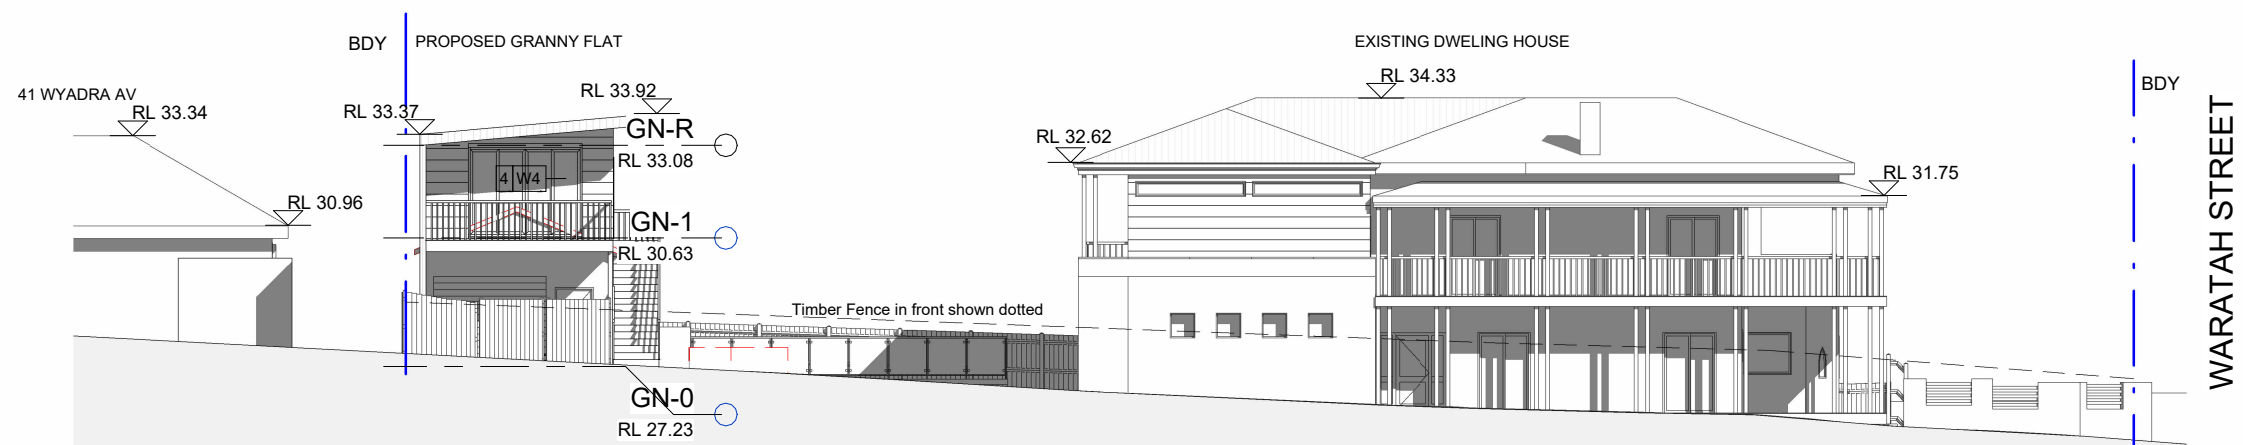 BDY
PROPOSED GRANNY FLAT
EXISTING DWELING HOUSE
RL 34.33
BDY
41 WYADRA AV
RL 33.34
RL 33.37
RL 33.92
GN-R
RL 33.08
RL 32.62
RL 31.75
4 W4
RL 30.96
GN-1
RL 30.63
Timber Fence in front shown dotted
GN-0
RL 27.23
WARATAH STREET